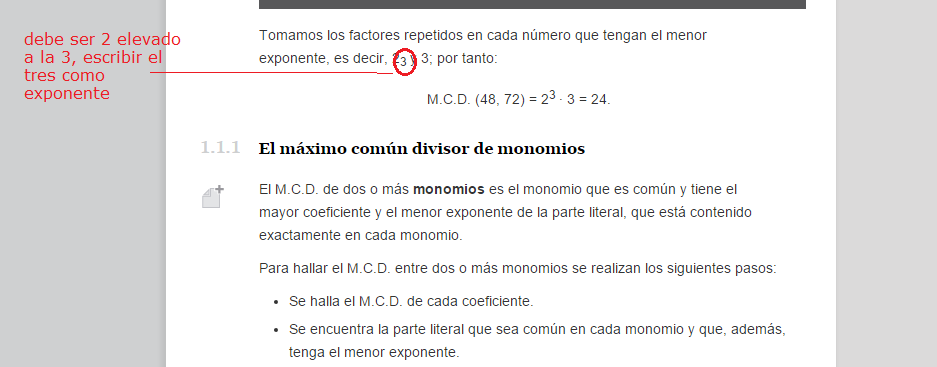 debe ser 2 elevado
a la 3, escribir el
tres como
exponente
Tomamos los factores repetidos en cada número que tengan el menor
exponente, es decir, 2₃ y 3; por tanto:
M.C.D. (48, 72) = 2³ · 3 = 24.
1.1.1 El máximo común divisor de monomios
El M.C.D. de dos o más monomios es el monomio que es común y tiene el
mayor coeficiente y el menor exponente de la parte literal, que está contenido
exactamente en cada monomio.
Para hallar el M.C.D. entre dos o más monomios se realizan los siguientes pasos:
• Se halla el M.C.D. de cada coeficiente.
• Se encuentra la parte literal que sea común en cada monomio y que, además,
tenga el menor exponente.